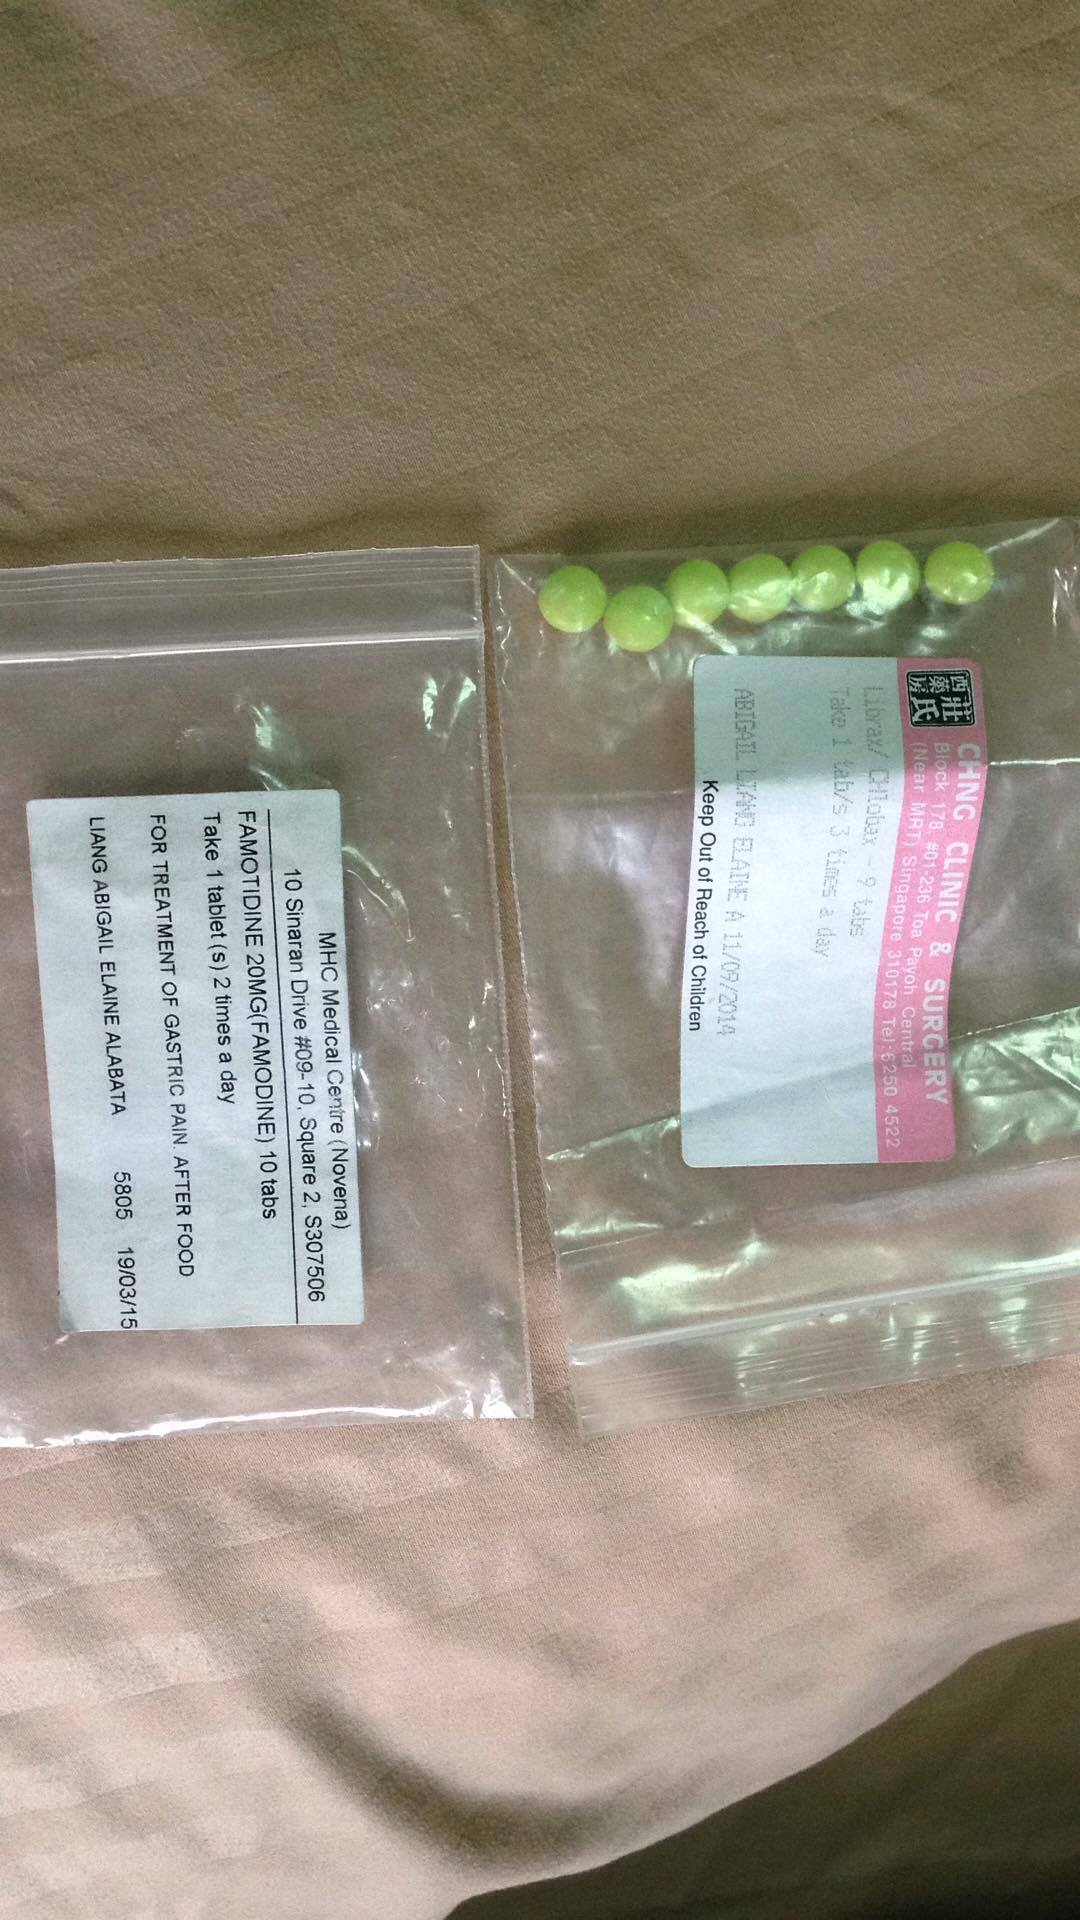 莊氏
西藥房
CHNG CLINIC & SURGERY
Block 178, #01-236 Toa Payoh Central
(Near MRT) Singapore 310178 Tel:6250 4522
Librax/ CHlobax - 9 tabs
Take 1 tab/s 3 times a day
ABIGAIL LIANG ELAINE A 11/09/2014
Keep Out of Reach of Children
MHC Medical Centre (Novena)
10 Sinaran Drive #09-10, Square 2, S307506
FAMOTIDINE 20MG(FAMODINE) 10 tabs
Take 1 tablet (s) 2 times a day
FOR TREATMENT OF GASTRIC PAIN. AFTER FOOD
LIANG ABIGAIL ELAINE ALABATA 5805 19/03/15